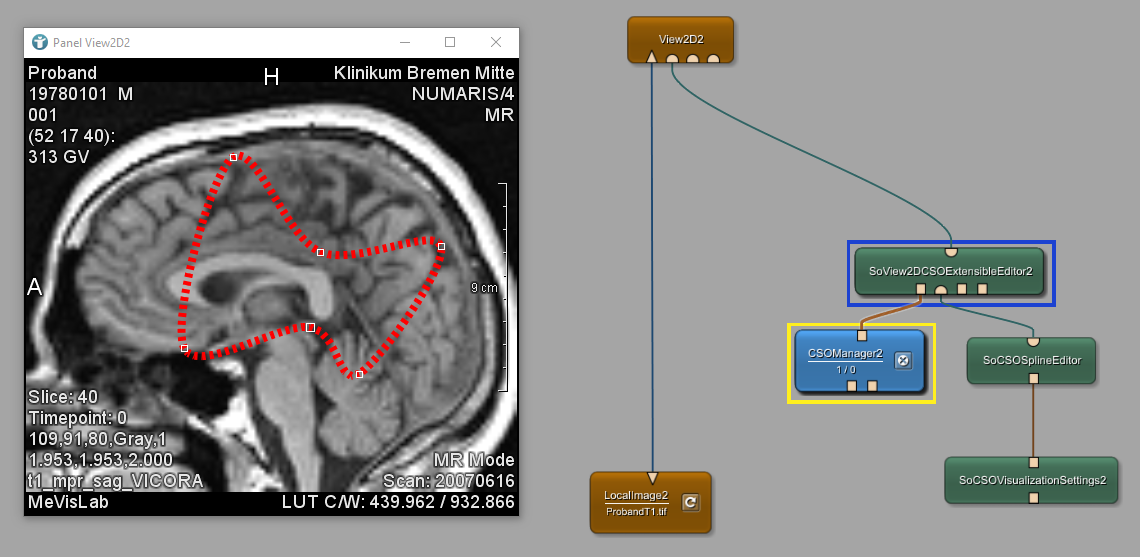 Panel View2D2
Proband
19780101 M
001
(52 17 40):
313 GV
H
Klinikum Bremen Mitte
NUMARIS/4
MR
A
9 cm
Slice: 40
Timepoint: 0
109,91,80,Gray,1
1.953,1.953,2.000
t1_mpr_sag_VICORA
MeVisLab
MR Mode
Scan: 20070616
LUT C/W: 439.962 / 932.866
View2D2
SoView2DCSOExtensibleEditor2
CSOManager2
1 / 0
SoCSOSplineEditor
SoCSOVisualizationSettings2
LocalImage2
ProbandT1.tif